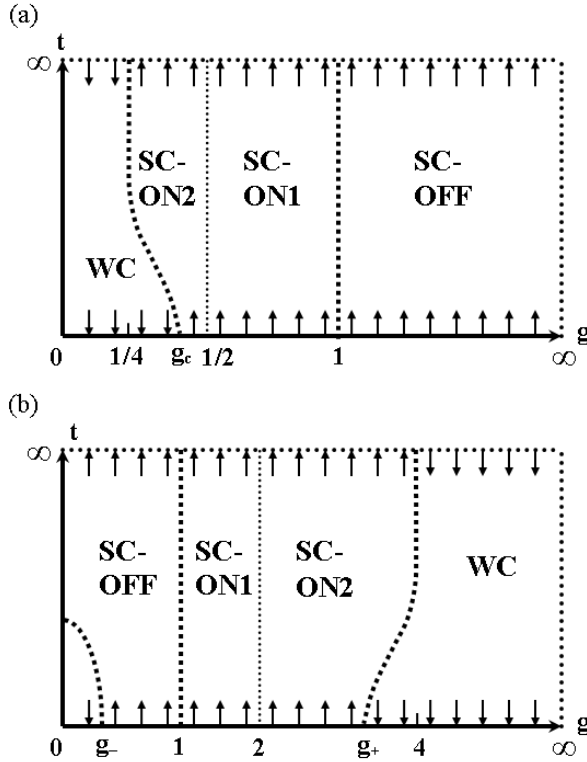 (a)
t
∞
SC-ON2
SC-ON1
SC-OFF
WC
g
0
1/4
gc
1/2
1
∞
(b)
t
∞
SC-OFF
SC-ON1
SC-ON2
WC
g
0
g−
1
2
g+
4
∞